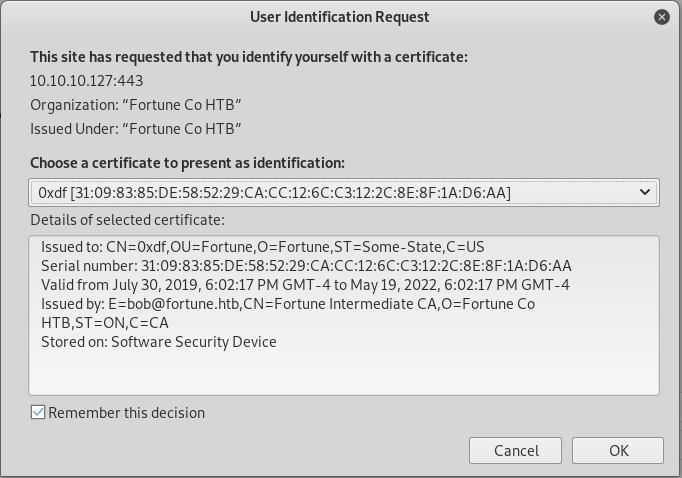 User Identification Request
This site has requested that you identify yourself with a certificate:
10.10.10.127:443
Organization: “Fortune Co HTB”
Issued Under: “Fortune Co HTB”
Choose a certificate to present as identification:
0xdf [31:09:83:85:DE:58:52:29:CA:CC:12:6C:C3:12:2C:8E:8F:1A:D6:AA]
Details of selected certificate:
Issued to: CN=0xdf,OU=Fortune,O=Fortune,ST=Some-State,C=US
Serial number: 31:09:83:85:DE:58:52:29:CA:CC:12:6C:C3:12:2C:8E:8F:1A:D6:AA
Valid from July 30, 2019, 6:02:17 PM GMT-4 to May 19, 2022, 6:02:17 PM GMT-4
Issued by: E=bob@fortune.htb,CN=Fortune Intermediate CA,O=Fortune Co
HTB,ST=ON,C=CA
Stored on: Software Security Device
Remember this decision
Cancel OK